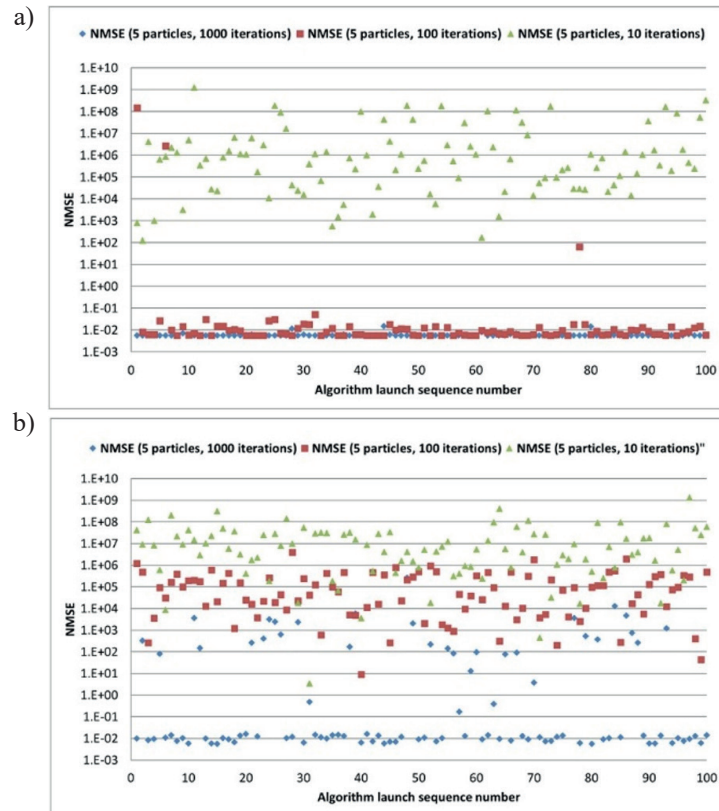 a)
NMSE (5 particles, 1000 iterations) NMSE (5 particles, 100 iterations) NMSE (5 particles, 10 iterations)
1.E+10
1.E+09
1.E+08
1.E+07
1.E+06
1.E+05
1.E+04
1.E+03
1.E+02
1.E+01
1.E+00
1.E-01
1.E-02
1.E-03
NMSE
0 10 20 30 40 50 60 70 80 90 100
Algorithm launch sequence number
b)
NMSE (5 particles, 1000 iterations) NMSE (5 particles, 100 iterations) NMSE (5 particles, 10 iterations)"
1.E+10
1.E+09
1.E+08
1.E+07
1.E+06
1.E+05
1.E+04
1.E+03
1.E+02
1.E+01
1.E+00
1.E-01
1.E-02
1.E-03
NMSE
0 10 20 30 40 50 60 70 80 90 100
Algorithm launch sequence number